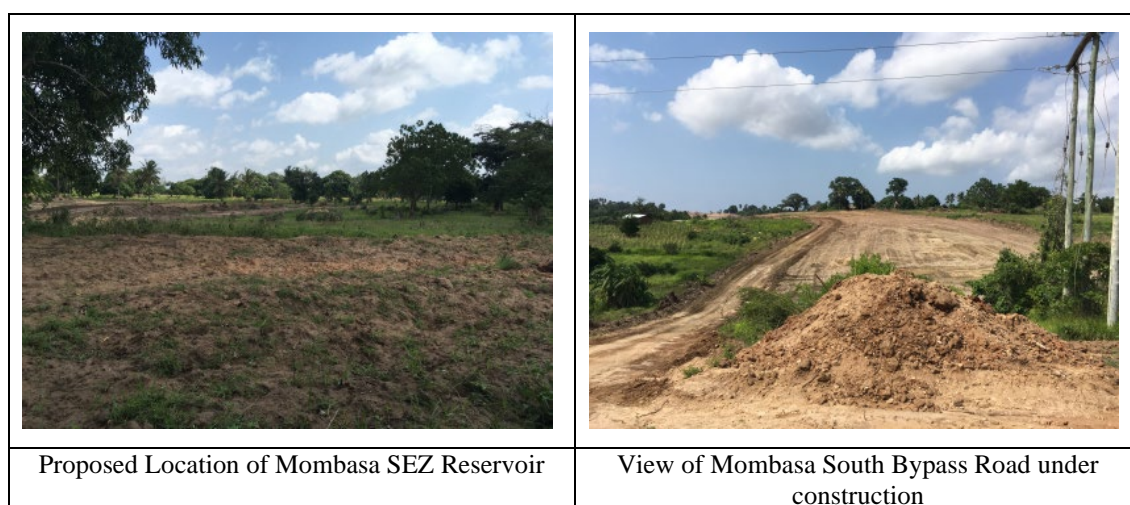 Proposed Location of Mombasa SEZ Reservoir
View of Mombasa South Bypass Road under
construction